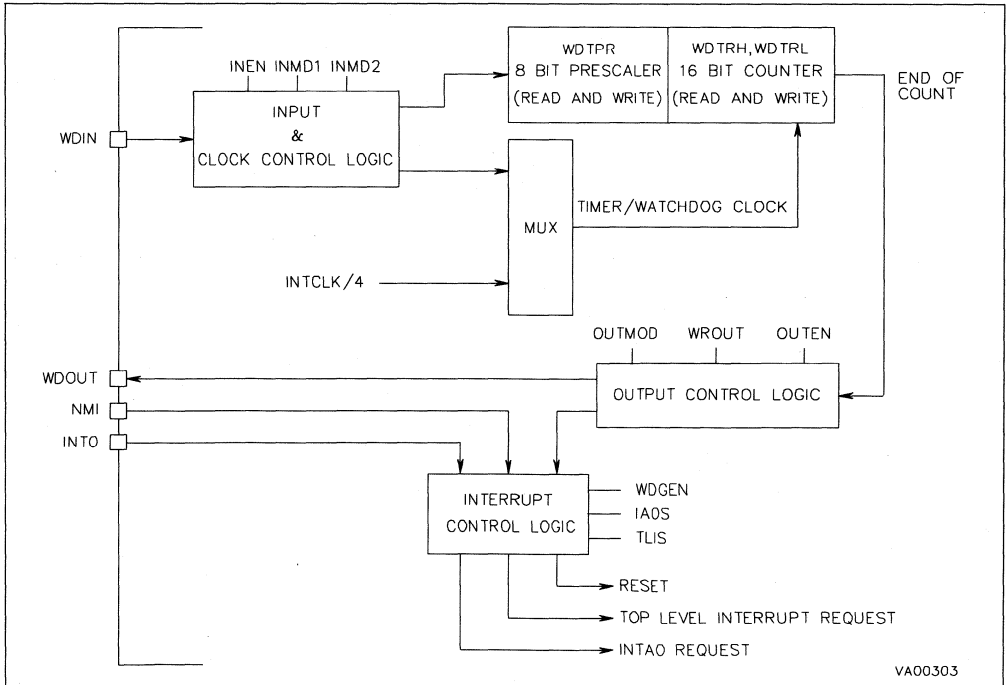 INEN INMD1 INMD2
WDTPR
8 BIT PRESCALER
(READ AND WRITE)
WDTRH,WDTRL
16 BIT COUNTER
(READ AND WRITE)
END OF
COUNT
WDIN
INPUT
&
CLOCK CONTROL LOGIC
MUX
TIMER/WATCHDOG CLOCK
INTCLK/4
OUTMOD WROUT OUTEN
WDOUT
OUTPUT CONTROL LOGIC
NMI
INT0
INTERRUPT
CONTROL LOGIC
WDGEN
IA0S
TLIS
RESET
TOP LEVEL INTERRUPT REQUEST
INTA0 REQUEST
VA00303